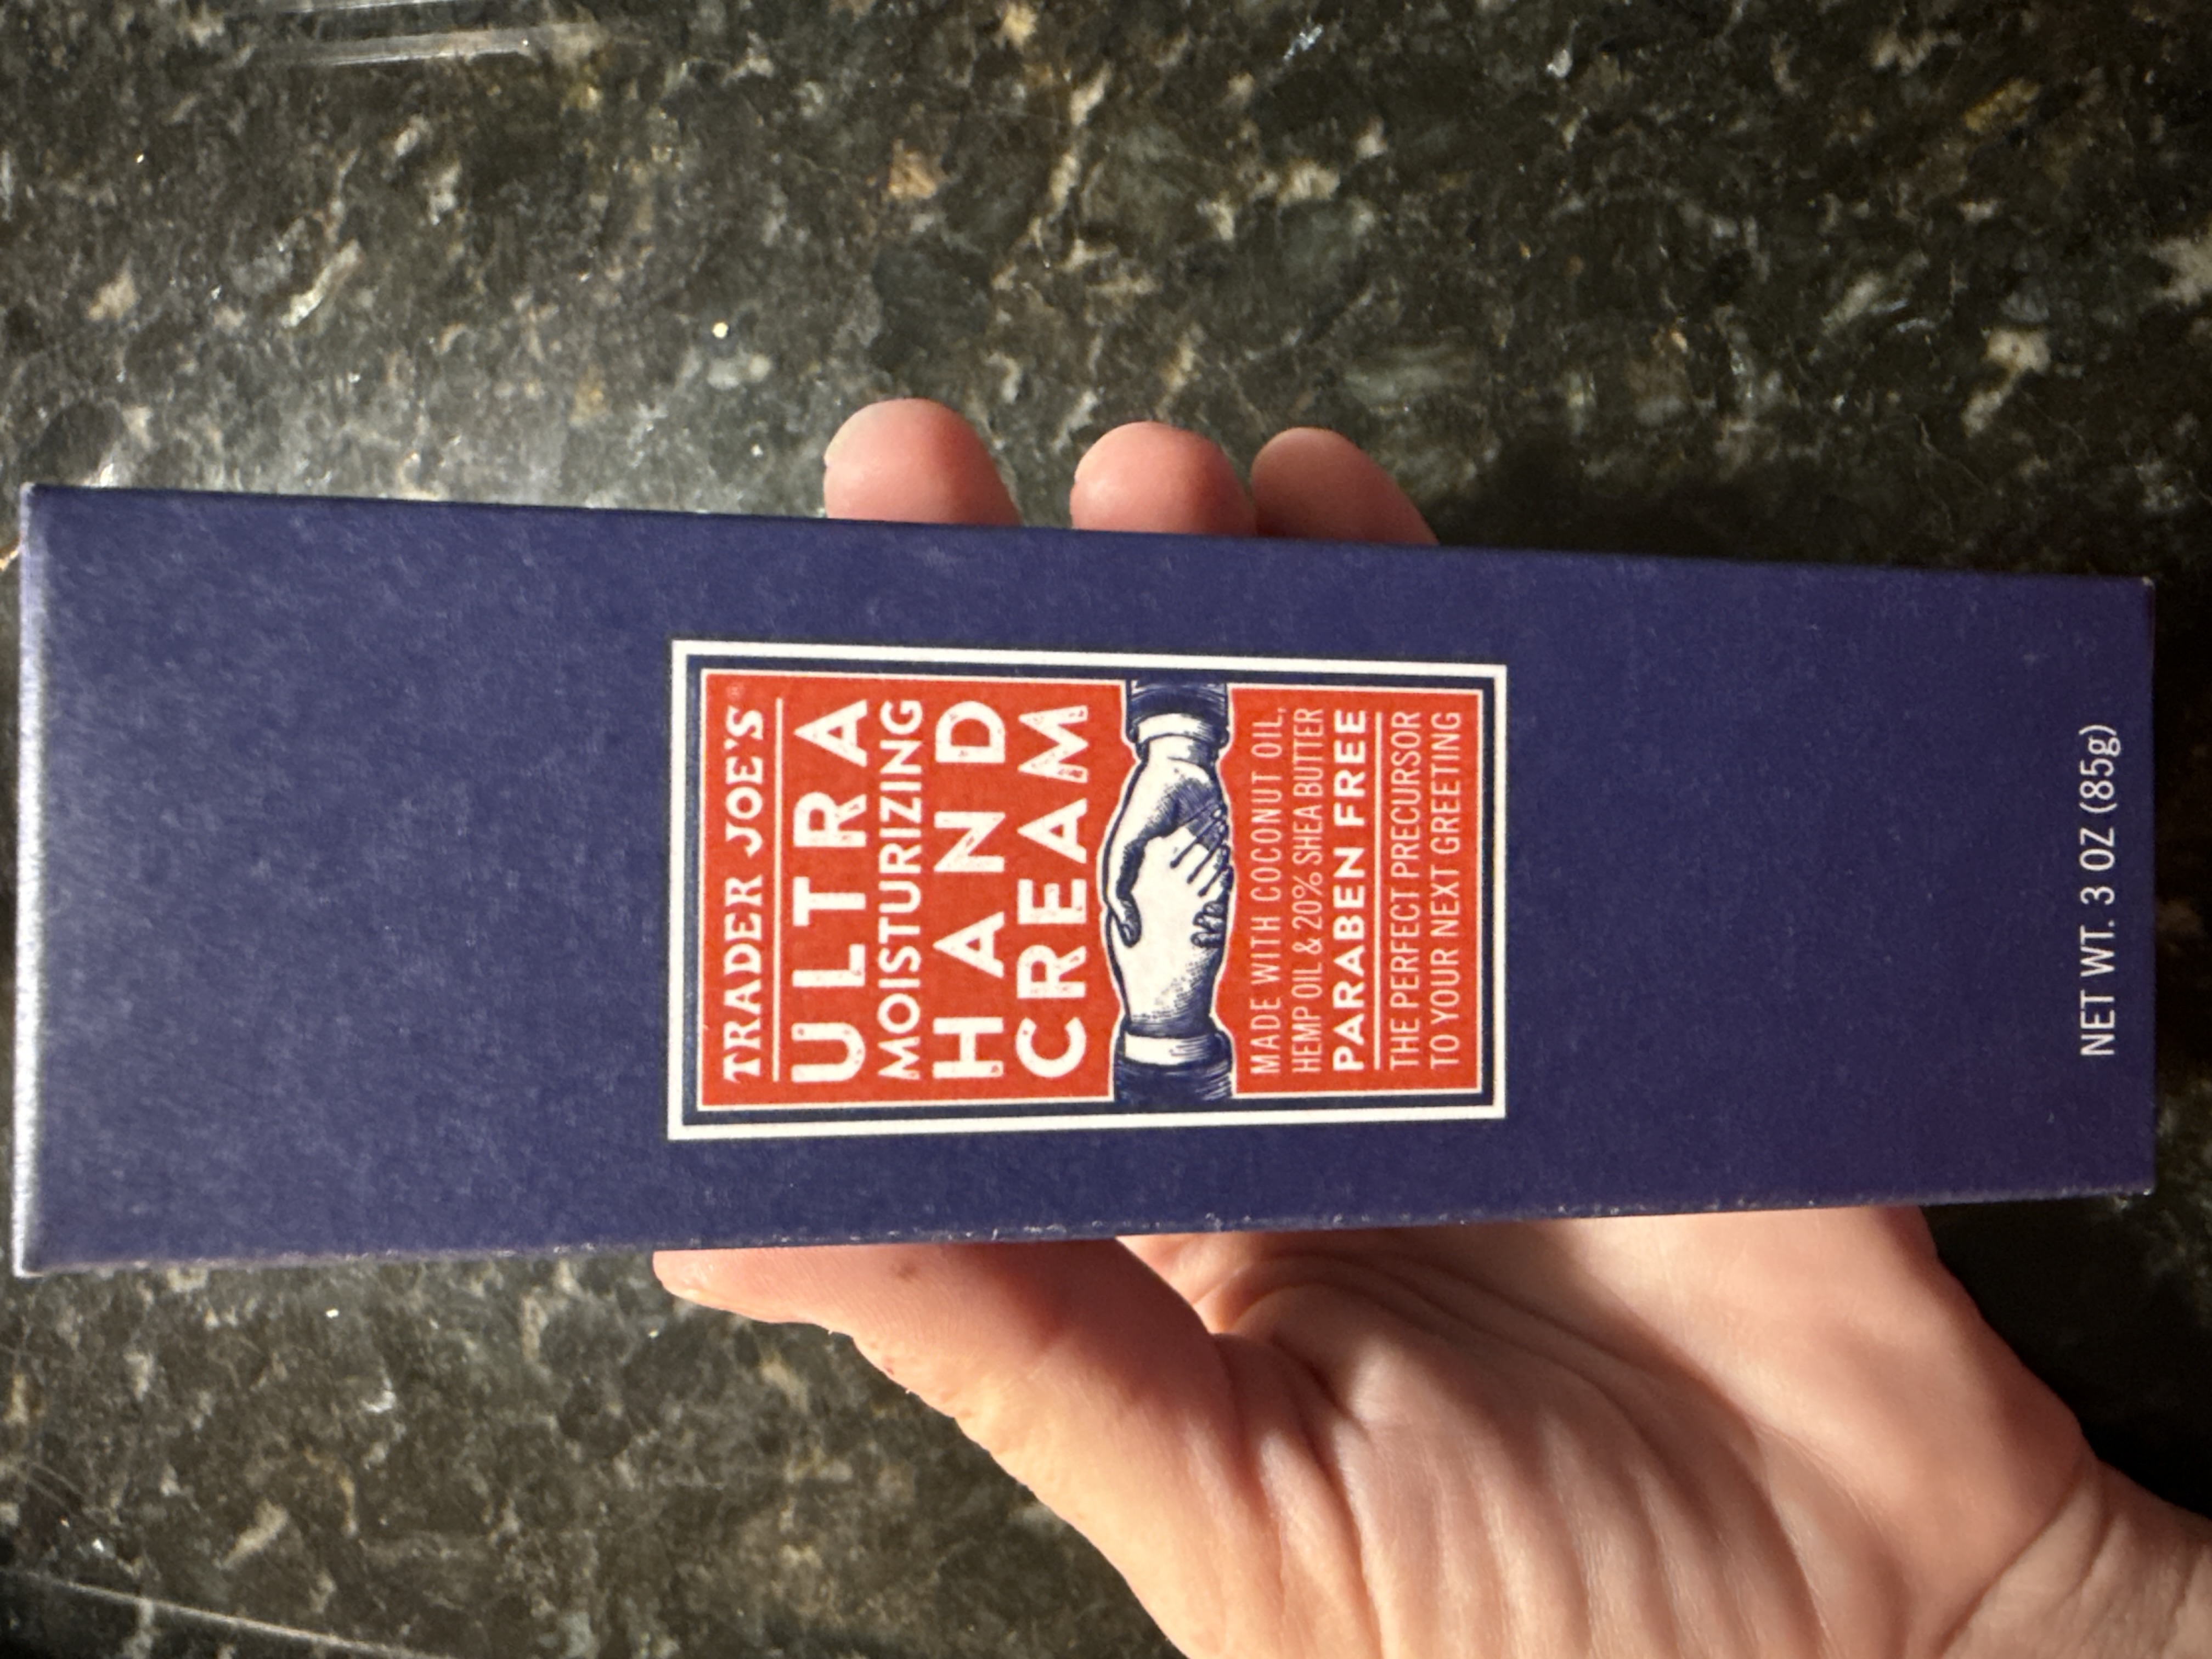 TRADER JOE'S®
ULTRA
MOISTURIZING
HAND
CREAM
MADE WITH COCONUT OIL,
HEMP OIL & 20% SHEA BUTTER
PARABEN FREE
THE PERFECT PRECURSOR
TO YOUR NEXT GREETING
NET WT. 3 OZ (85g)